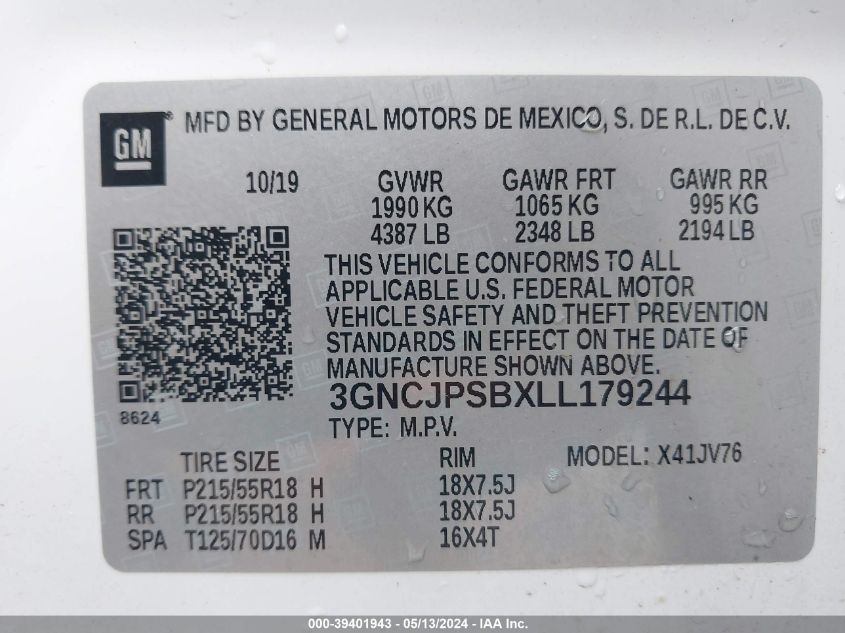 GM ® MFD BY GENERAL MOTORS DE MEXICO, S. DE R.L. DE C.V.
10/19 GVWR GAWR FRT GAWR RR
1990 KG 1065 KG 995 KG
4387 LB 2348 LB 2194 LB
THIS VEHICLE CONFORMS TO ALL
APPLICABLE U.S. FEDERAL MOTOR
VEHICLE SAFETY AND THEFT PREVENTION
STANDARDS IN EFFECT ON THE DATE OF
MANUFACTURE SHOWN ABOVE.
3GNCJPSBXLL179244
8624
TYPE: M.P.V.
TIRE SIZE RIM MODEL: X41JV76
FRT P215/55R18 H 18X7.5J
RR P215/55R18 H 18X7.5J
SPA T125/70D16 M 16X4T
000-39401943 - 05/13/2024 - IAA Inc.